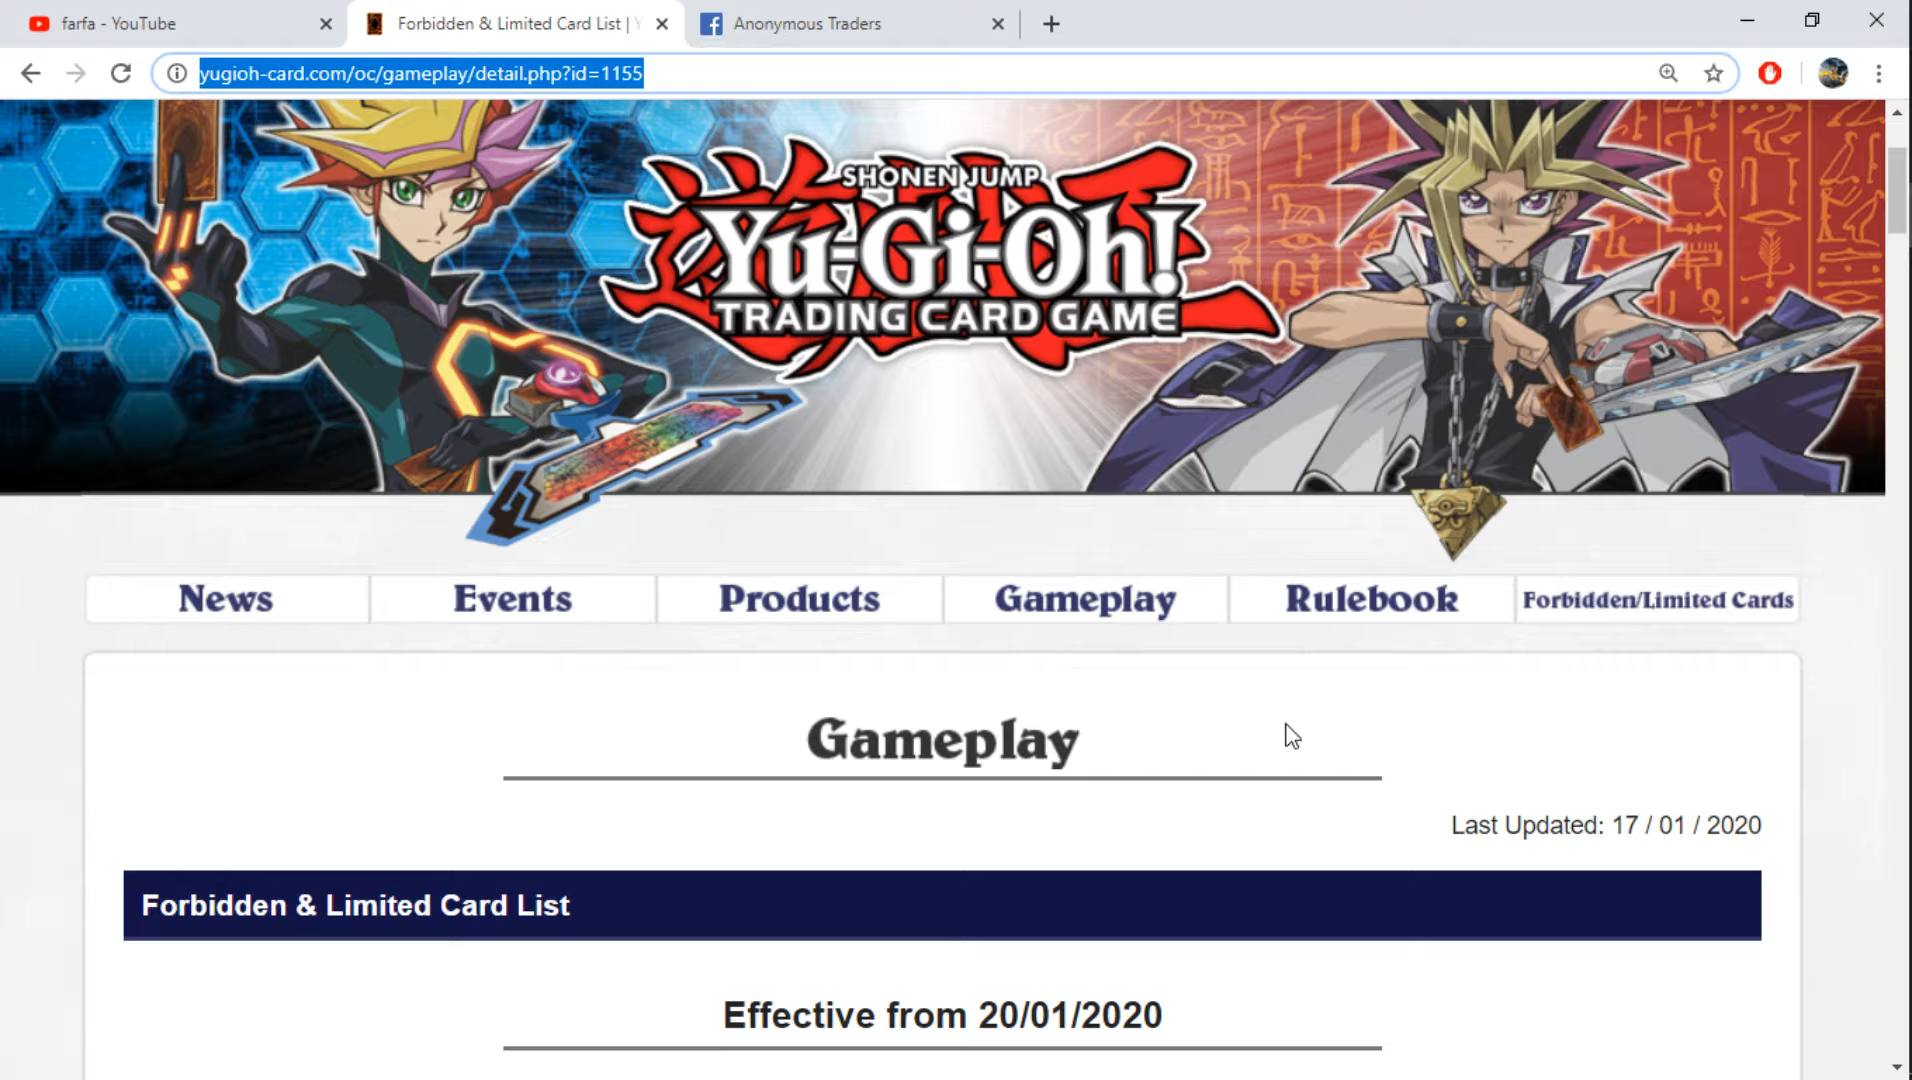 farfa - YouTube
Forbidden & Limited Card List | Y
Anonymous Traders
yugioh-card.com/oc/gameplay/detail.php?id=1155
SHONEN JUMP
Yu-Gi-Oh!
TRADING CARD GAME
News
Events
Products
Gameplay
Rulebook
Forbidden/Limited Cards
Gameplay
Last Updated: 17 / 01 / 2020
Forbidden & Limited Card List
Effective from 20/01/2020